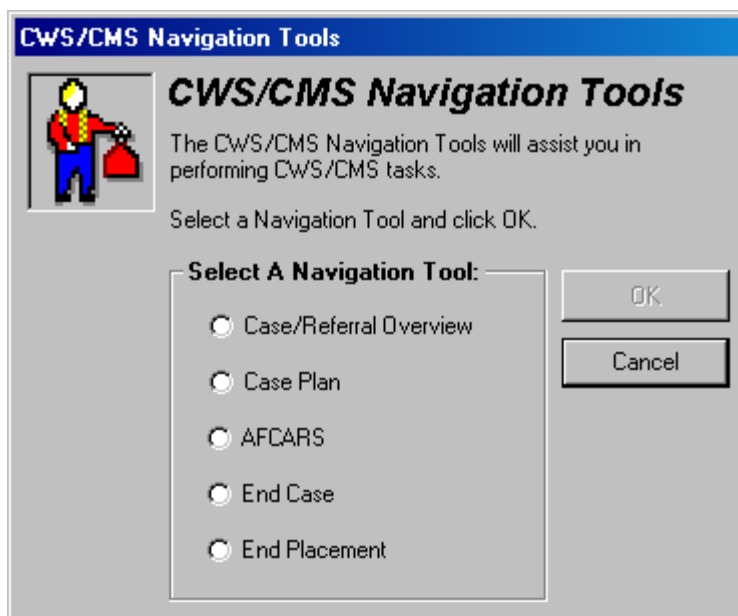 CWS/CMS Navigation Tools
CWS/CMS Navigation Tools
The CWS/CMS Navigation Tools will assist you in
performing CWS/CMS tasks.
Select a Navigation Tool and click OK.
Select A Navigation Tool:
Case/Referral Overview
Case Plan
AFCARS
End Case
End Placement
OK
Cancel